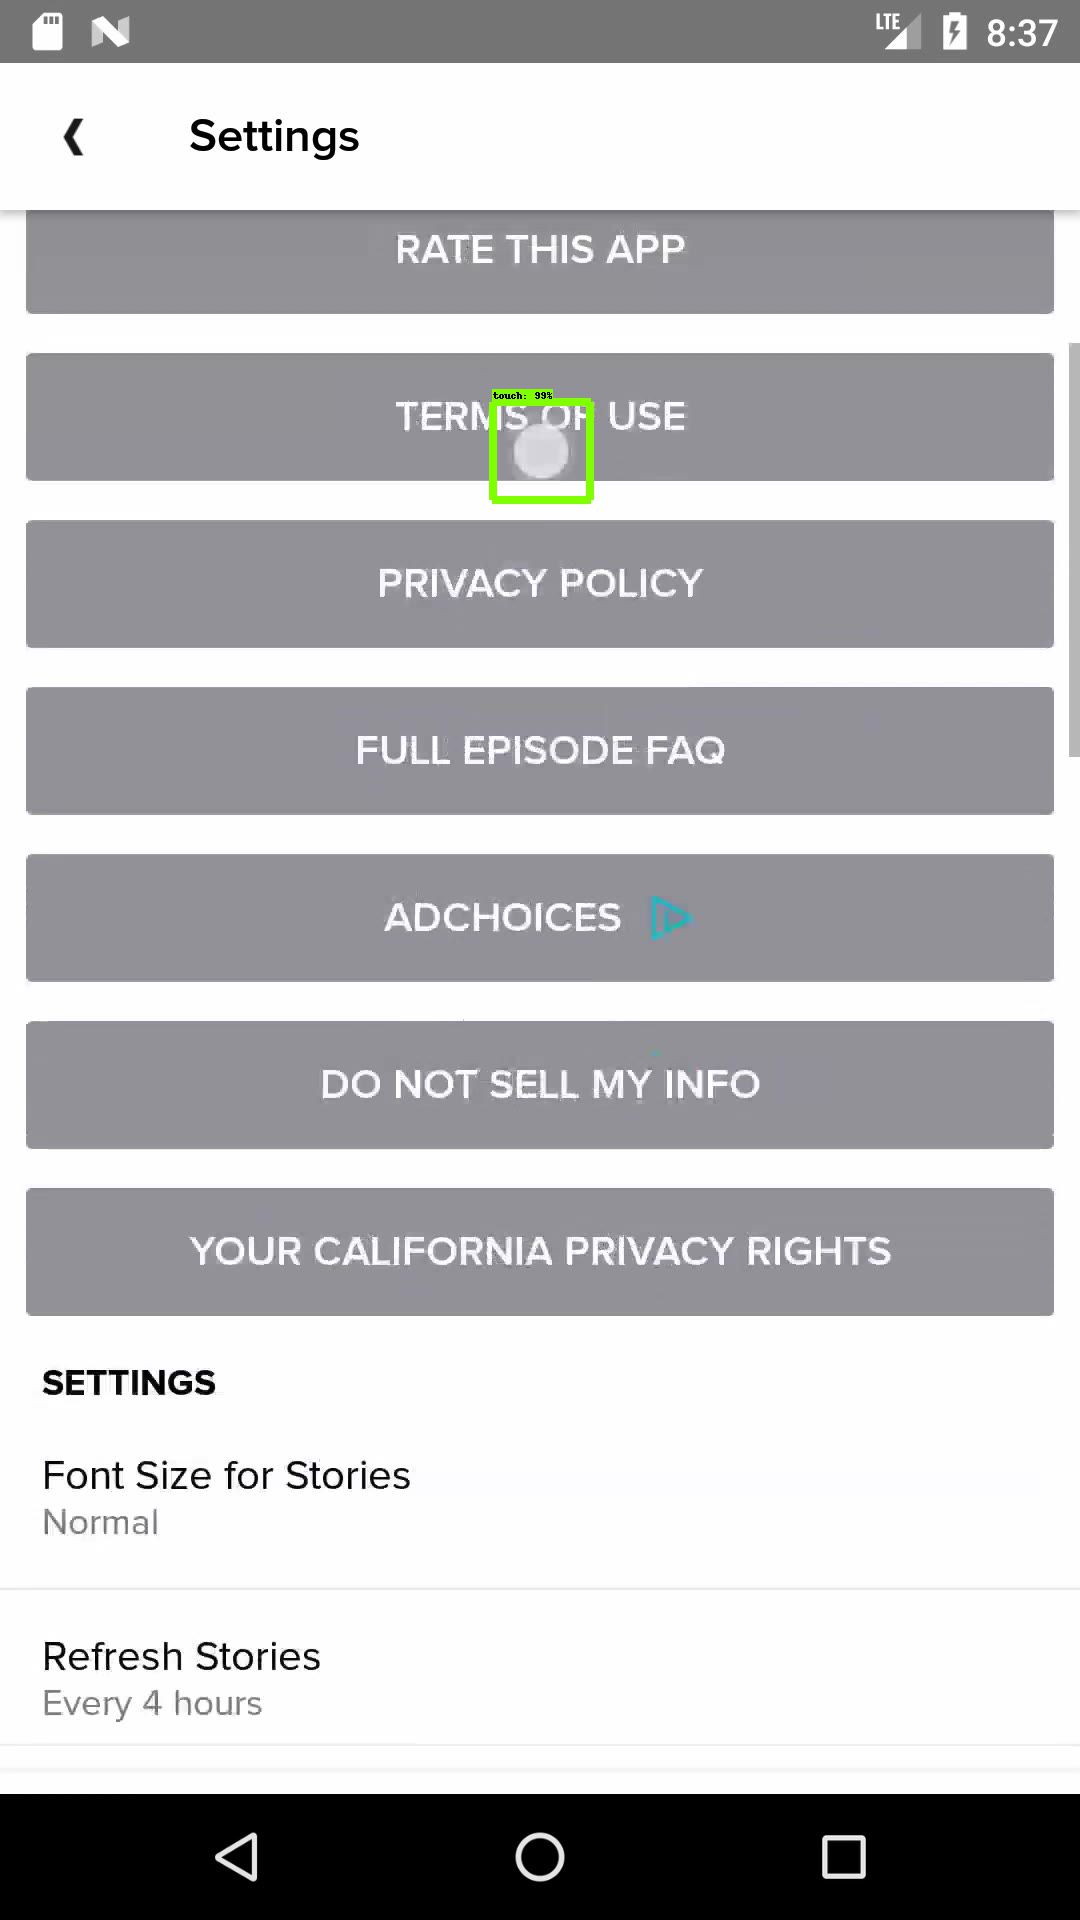 LTE 8:37
Settings
RATE THIS APP
touch: 99%
TERMS OF USE
PRIVACY POLICY
FULL EPISODE FAQ
ADCHOICES
DO NOT SELL MY INFO
YOUR CALIFORNIA PRIVACY RIGHTS
SETTINGS
Font Size for Stories
Normal
Refresh Stories
Every 4 hours